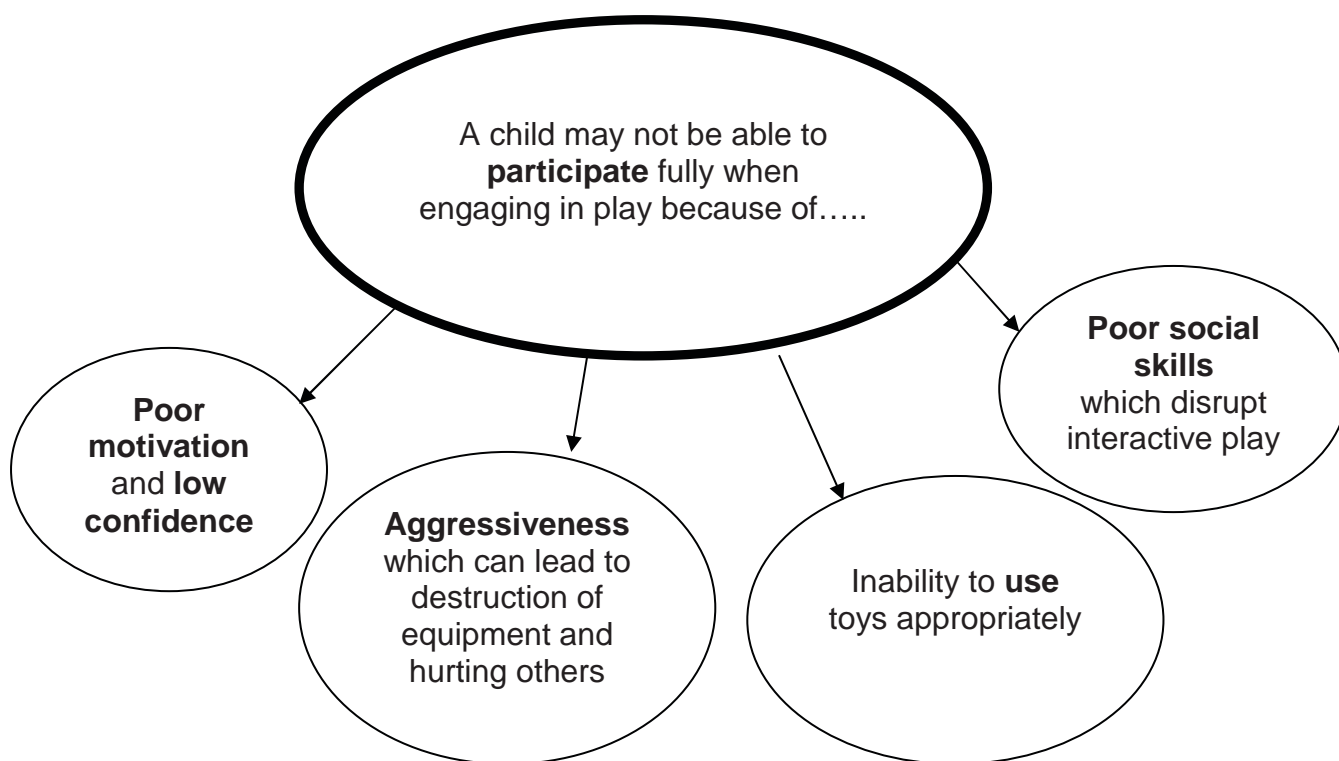 A child may not be able to
participate fully when
engaging in play because of…..
Poor social
skills
which disrupt
interactive play
Poor
motivation
and low
confidence
Aggressiveness
which can lead to
destruction of
equipment and
hurting others
Inability to use
toys appropriately